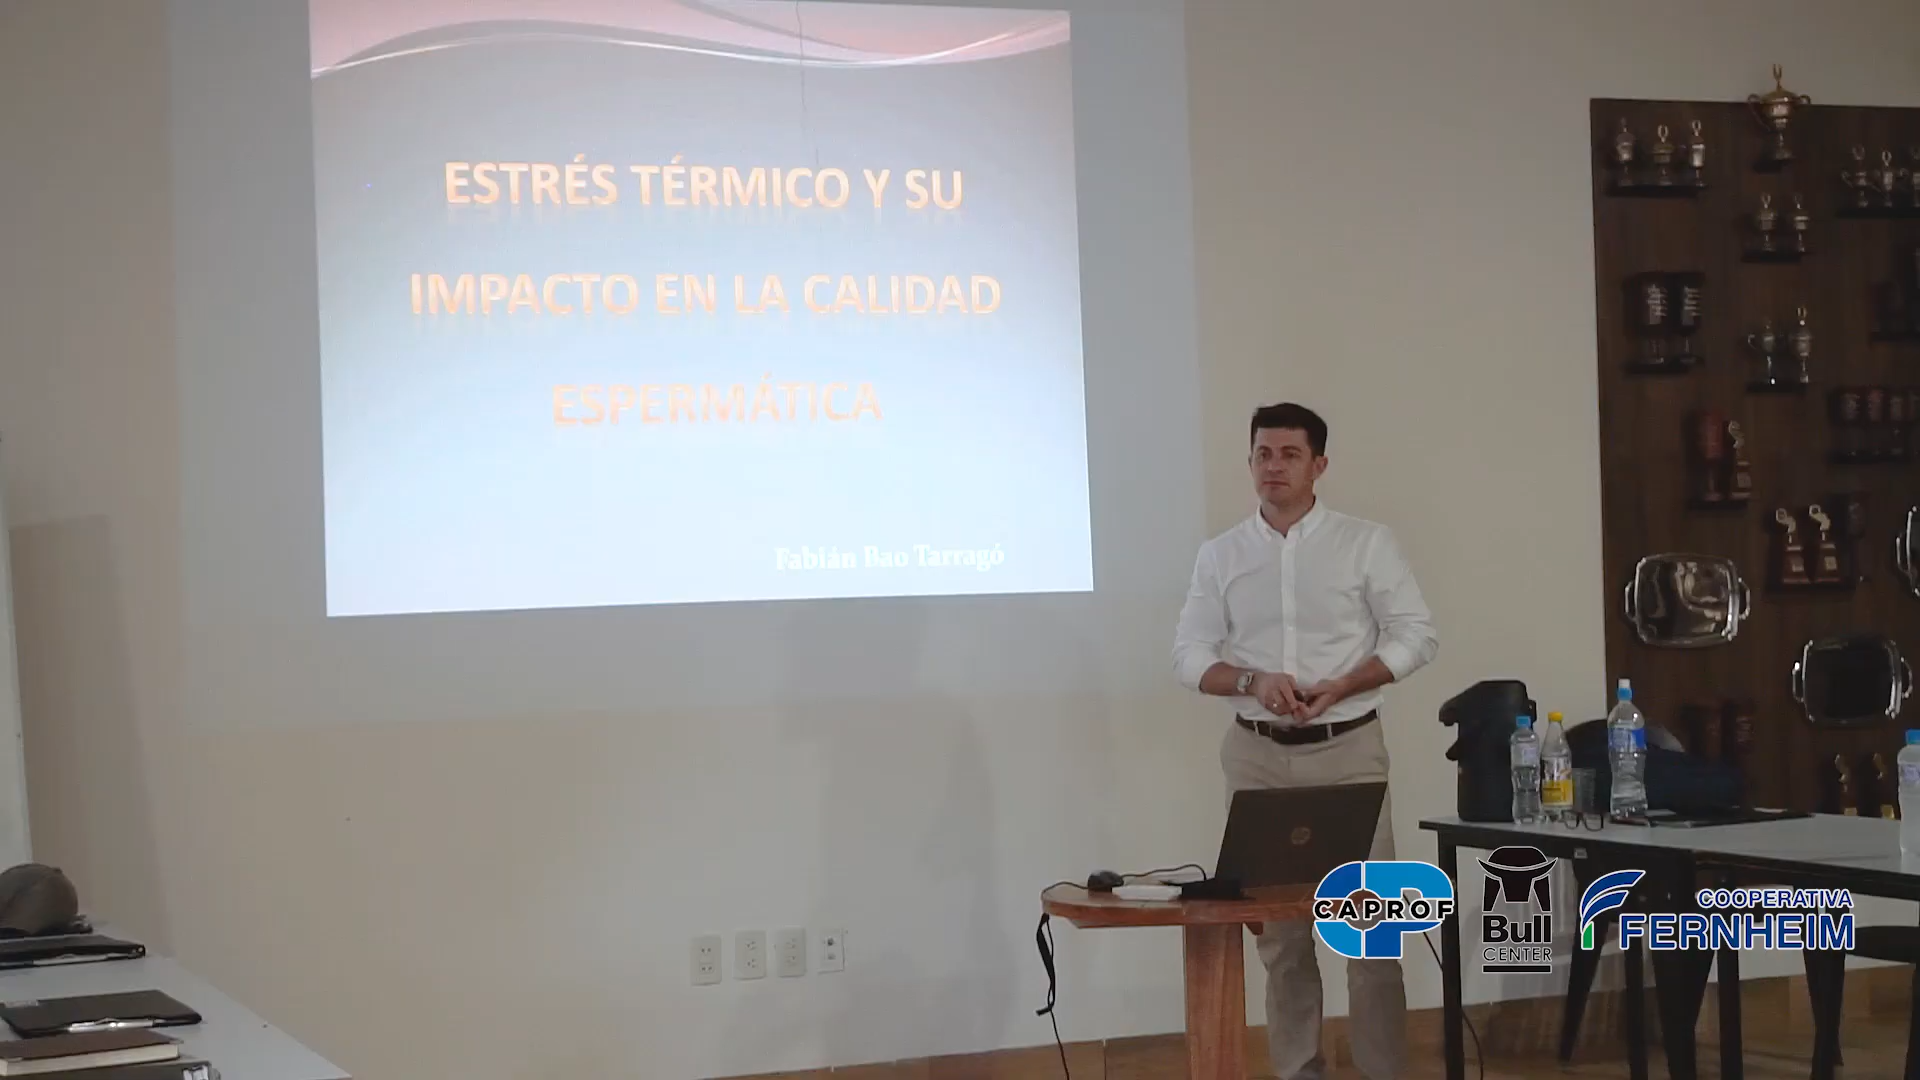 ESTRÉS TÉRMICO Y SU
IMPACTO EN LA CALIDAD
ESPERMÁTICA
Fabián Bao Tarragó
CAPROF
Bull
CENTER
COOPERATIVA
FERNHEIM